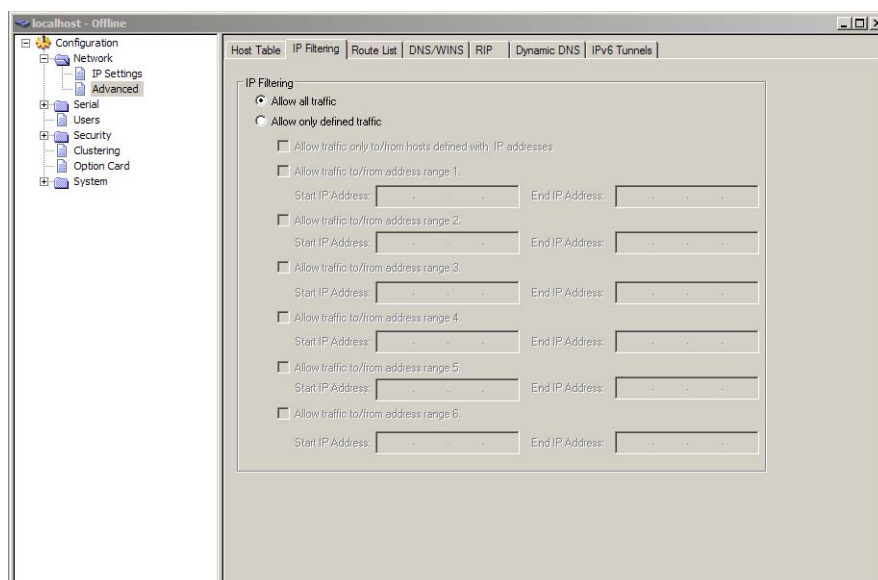 localhost - Offline
Configuration
Network
IP Settings
Advanced
Serial
Users
Security
Clustering
Option Card
System
Host Table IP Filtering Route List DNS/WINS RIP Dynamic DNS IPv6 Tunnels
IP Filtering
Allow all traffic
Allow only defined traffic
Allow traffic only to/from hosts defined with IP addresses
Allow traffic to/from address range 1.
Start IP Address: End IP Address:
Allow traffic to/from address range 2.
Start IP Address: End IP Address:
Allow traffic to/from address range 3.
Start IP Address: End IP Address:
Allow traffic to/from address range 4.
Start IP Address: End IP Address:
Allow traffic to/from address range 5.
Start IP Address: End IP Address:
Allow traffic to/from address range 6.
Start IP Address: End IP Address: